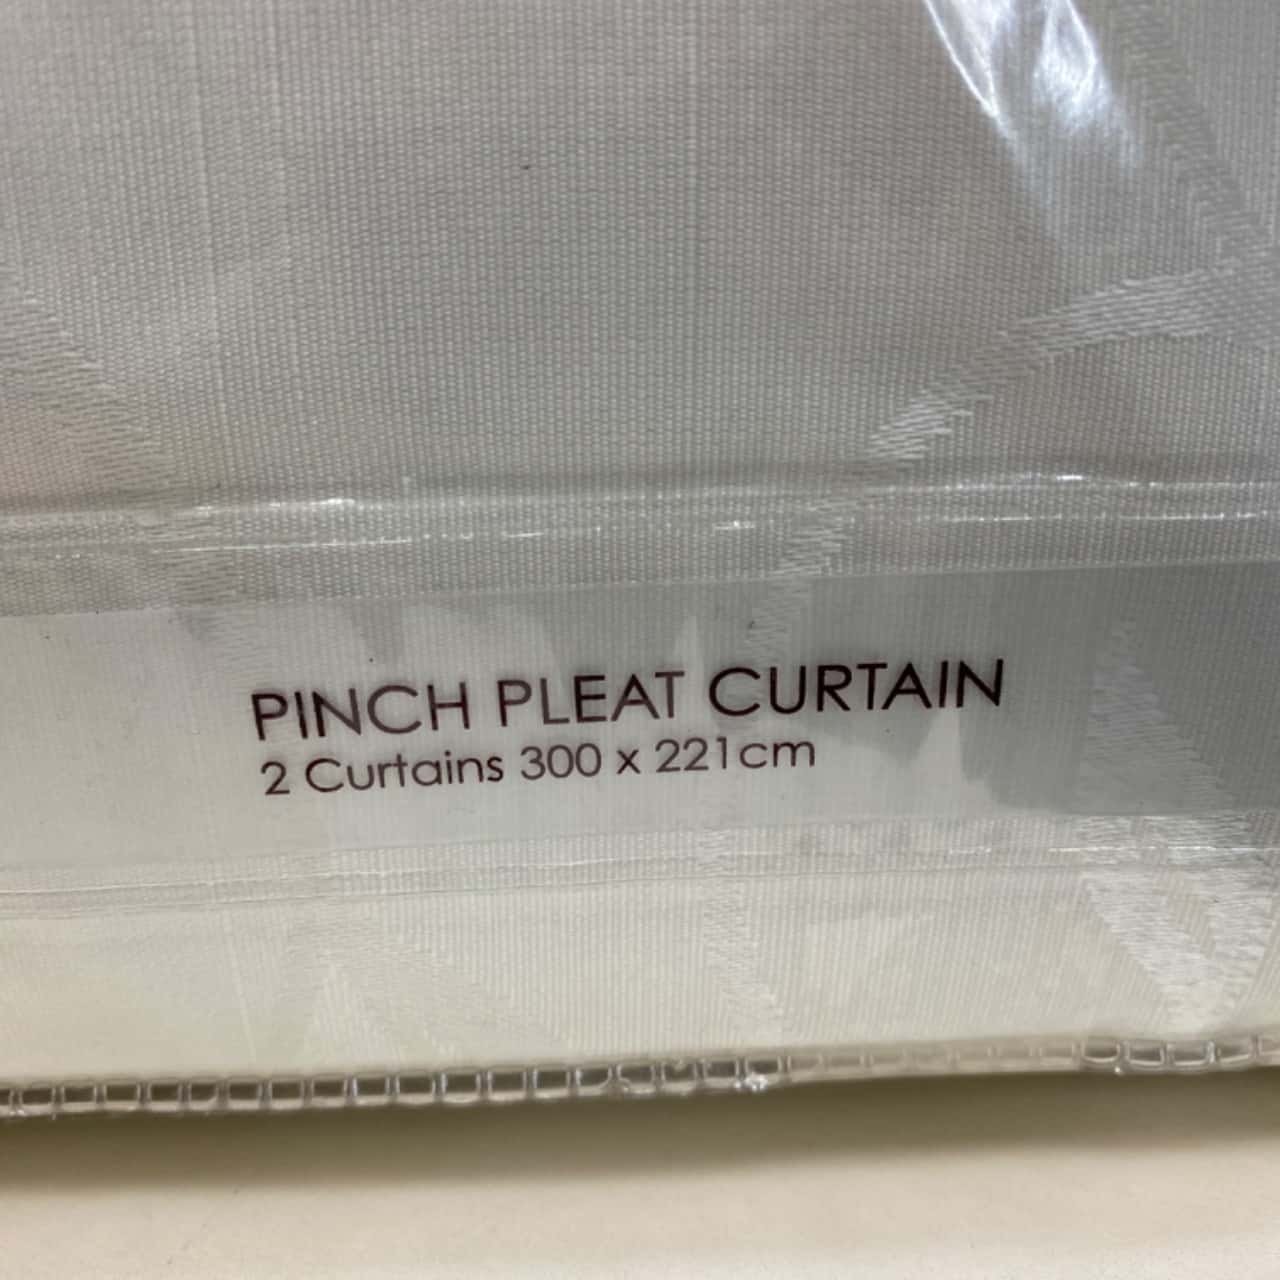 PINCH PLEAT CURTAIN
2 Curtains 300 x 221cm